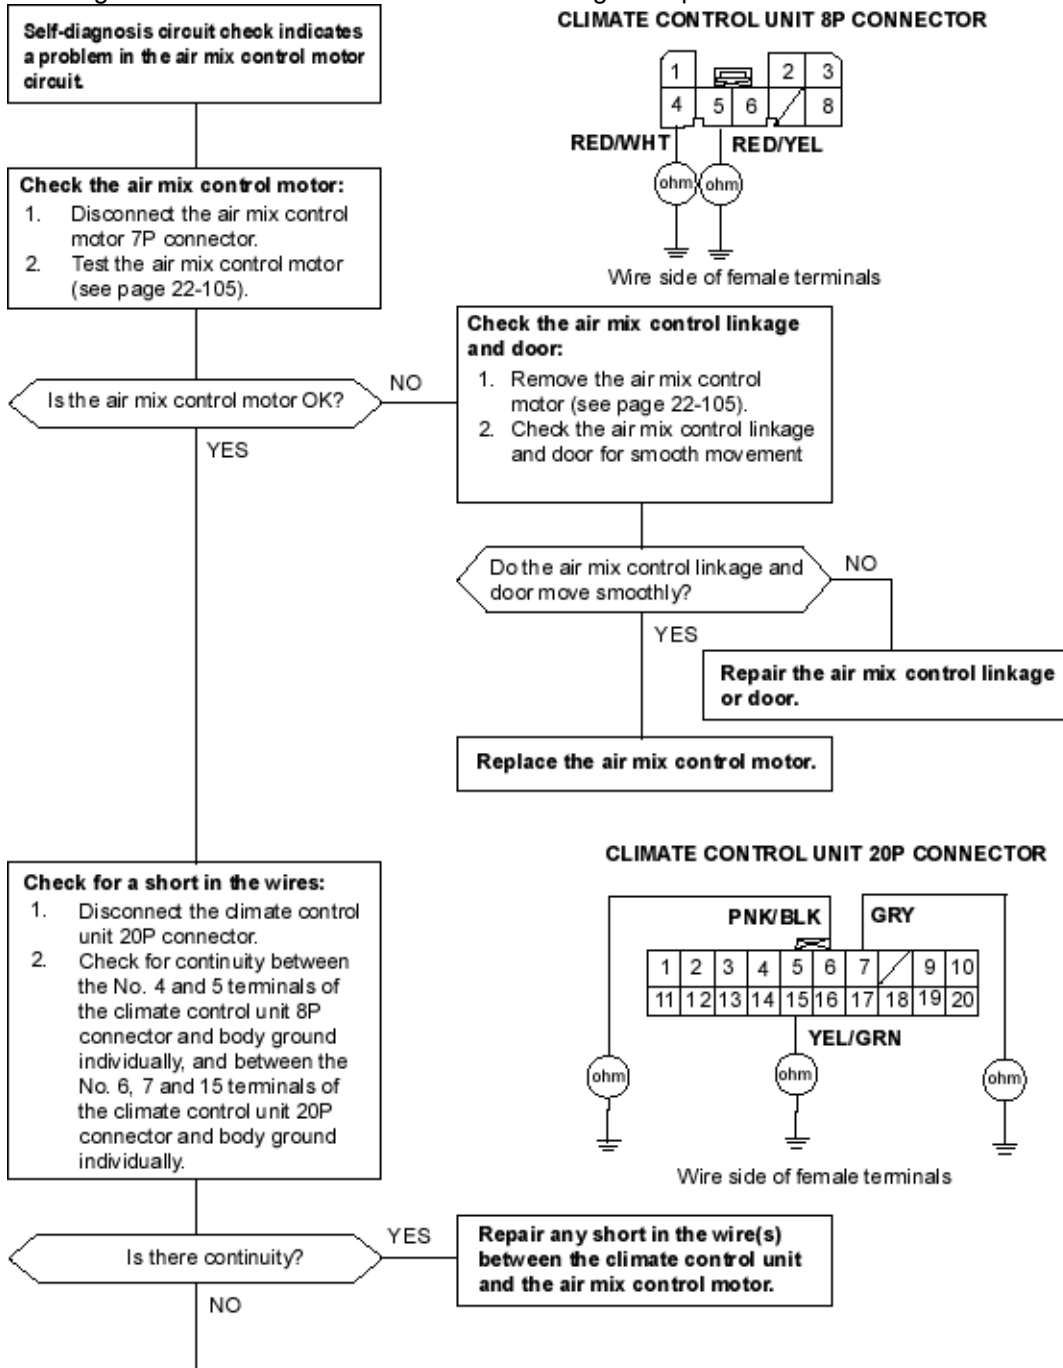 Self-diagnosis circuit check indicates
a problem in the air mix control motor
circuit.
CLIMATE CONTROL UNIT 8P CONNECTOR
1 2 3
4 5 6 8
RED/WHT RED/YEL
ohm ohm
Wire side of female terminals
Check the air mix control motor:
1. Disconnect the air mix control
motor 7P connector.
2. Test the air mix control motor
(see page 22-105).
Is the air mix control motor OK?
NO
YES
Check the air mix control linkage
and door:
1. Remove the air mix control
motor (see page 22-105).
2. Check the air mix control linkage
and door for smooth movement
Do the air mix control linkage and
door move smoothly?
NO
YES
Repair the air mix control linkage
or door.
Replace the air mix control motor.
CLIMATE CONTROL UNIT 20P CONNECTOR
PNK/BLK GRY
1 2 3 4 5 6 7 9 10
11 12 13 14 15 16 17 18 19 20
YEL/GRN
ohm ohm ohm
Wire side of female terminals
Check for a short in the wires:
1. Disconnect the climate control
unit 20P connector.
2. Check for continuity between
the No. 4 and 5 terminals of
the climate control unit 8P
connector and body ground
individually, and between the
No. 6, 7 and 15 terminals of
the climate control unit 20P
connector and body ground
individually.
Is there continuity?
YES
NO
Repair any short in the wire(s)
between the climate control unit
and the air mix control motor.